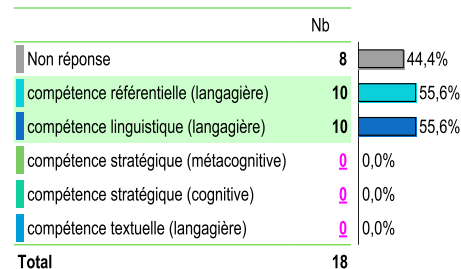 Nb
Non réponse 8 44,4%
compétence référentielle (langagière) 10 55,6%
compétence linguistique (langagière) 10 55,6%
compétence stratégique (métacognitive) 0 0,0%
compétence stratégique (cognitive) 0 0,0%
compétence textuelle (langagière) 0 0,0%
Total 18